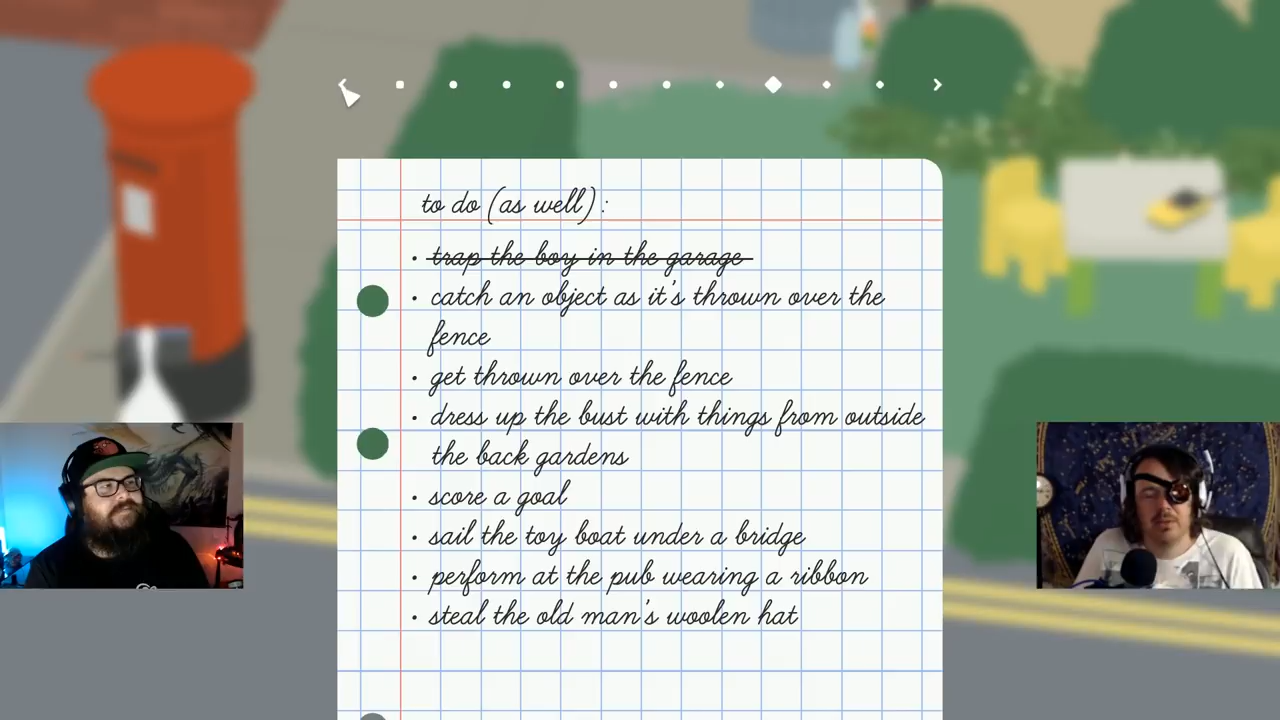 to do (as well):
• trap the boy in the garage
• catch an object as it's thrown over the
fence
• get thrown over the fence
• dress up the bust with things from outside
the back gardens
• score a goal
• sail the toy boat under a bridge
• perform at the pub wearing a ribbon
• steal the old man's woolen hat